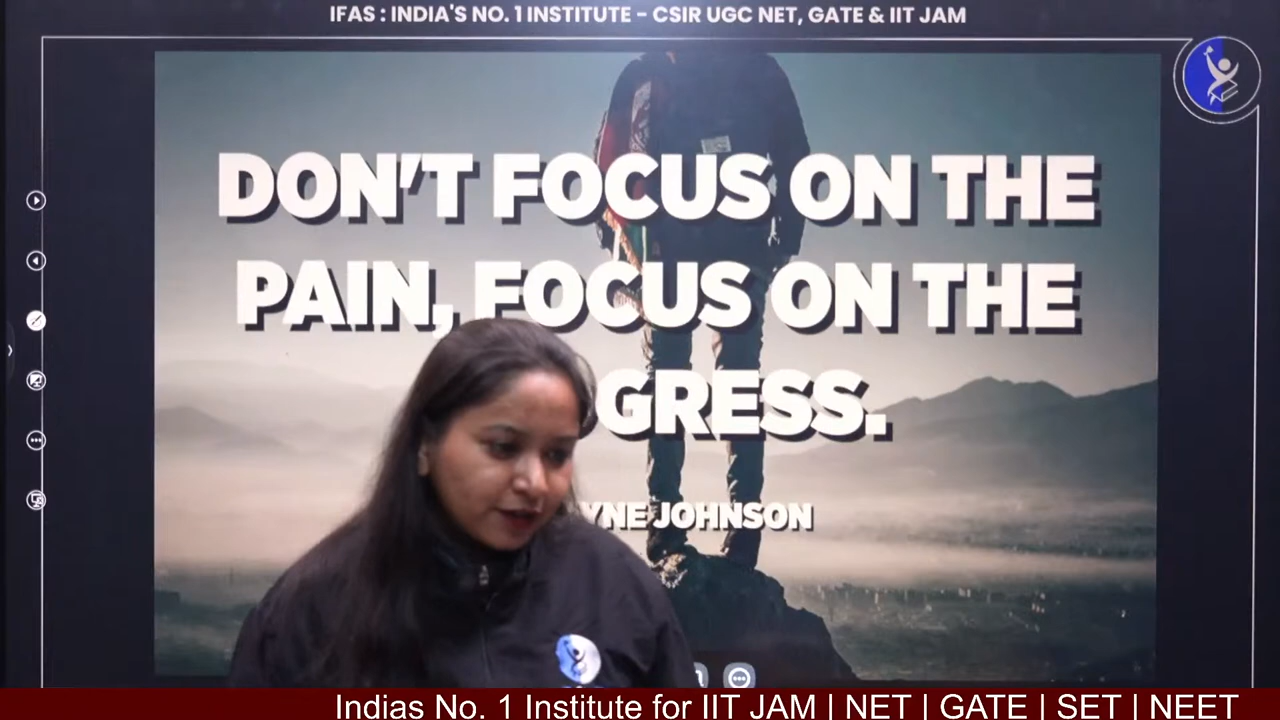 IFAS : INDIA'S NO. 1 INSTITUTE – CSIR UGC NET, GATE & IIT JAM
DON'T FOCUS ON THE
PAIN, FOCUS ON THE
GRESS.
YNE JOHNSON
Indias No. 1 Institute for IIT JAM | NET | GATE | SET | NEET